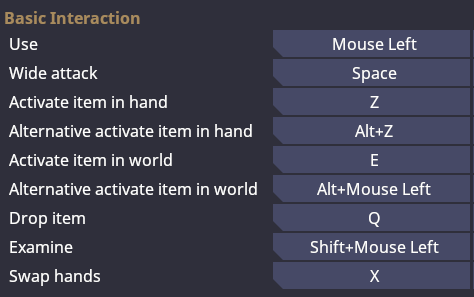 Basic Interaction
Use Mouse Left
Wide attack Space
Activate item in hand Z
Alternative activate item in hand Alt+Z
Activate item in world E
Alternative activate item in world Alt+Mouse Left
Drop item Q
Examine Shift+Mouse Left
Swap hands X